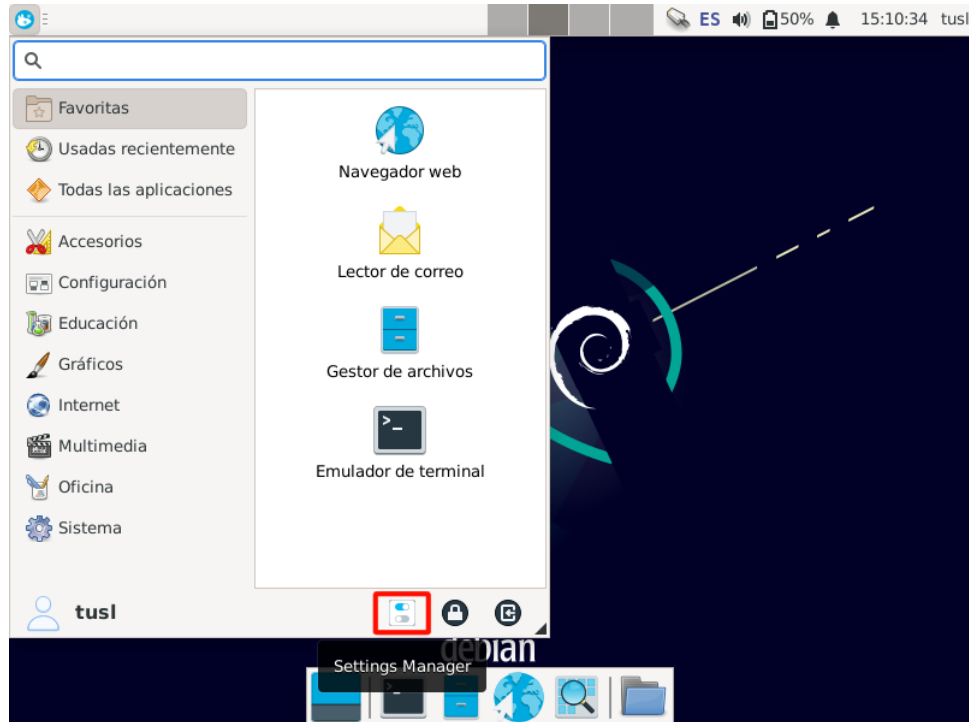 ES 50% 15:10:34 tusl
Favoritas
Usadas recientemente
Todas las aplicaciones
Accesorios
Configuración
Educación
Gráficos
Internet
Multimedia
Oficina
Sistema
Navegador web
Lector de correo
Gestor de archivos
>_
Emulador de terminal
tusl
debian
Settings Manager
>_